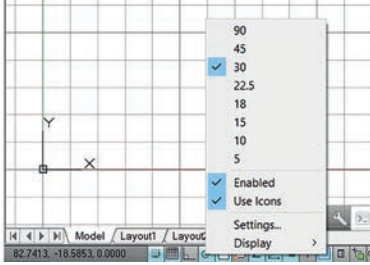 90
45
30
22.5
18
15
10
5
Enabled
Use Icons
Settings...
Display
Y
X
Model Layout1 Layout2
82.7413, -18.5853, 0.0000